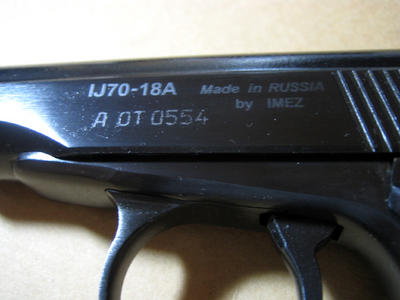 IJ70-18A Made in RUSSIA
by IMEZ
A OT 0554